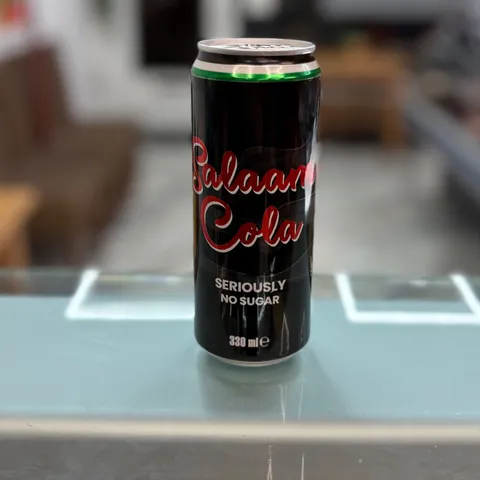 Salaam
Cola
SERIOUSLY
NO SUGAR
330 ml℮